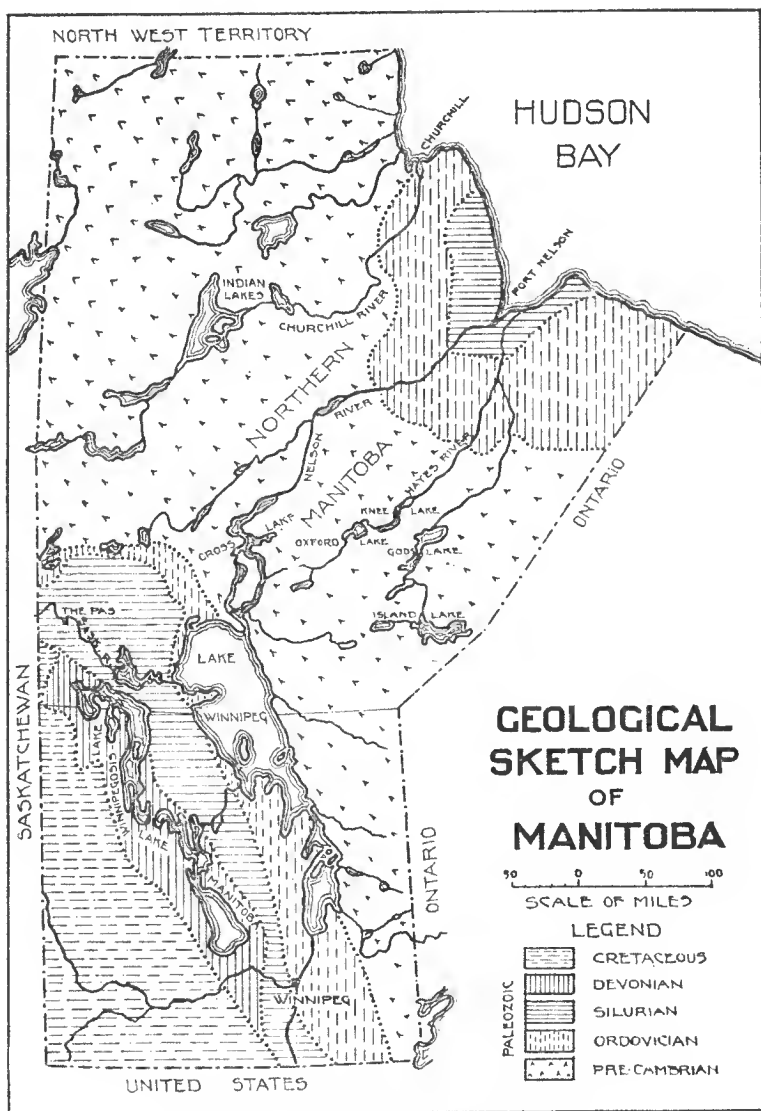 NORTH WEST TERRITORY
HUDSON
BAY
CHURCHILL
PORT NELSON
INDIAN
LAKES
CHURCHILL RIVER
NORTHERN
MANITOBA
NELSON
RIVER
HAYES RIVER
KNEE LAKE
OXFORD LAKE
GODS LAKE
CROSS LAKE
ISLAND LAKE
ONTARIO
THE PAS
LAKE
WINNIPEG
LAKE
WINNIPEGOSIS
LAKE
MANITOBA
SASKATCHEWAN
ONTARIO
WINNIPEG
UNITED STATES
GEOLOGICAL
SKETCH MAP
OF
MANITOBA
50 0 50 100
SCALE OF MILES
LEGEND
PALEOZOIC
CRETACEOUS
DEVONIAN
SILURIAN
ORDOVICIAN
PRE-CAMBRIAN